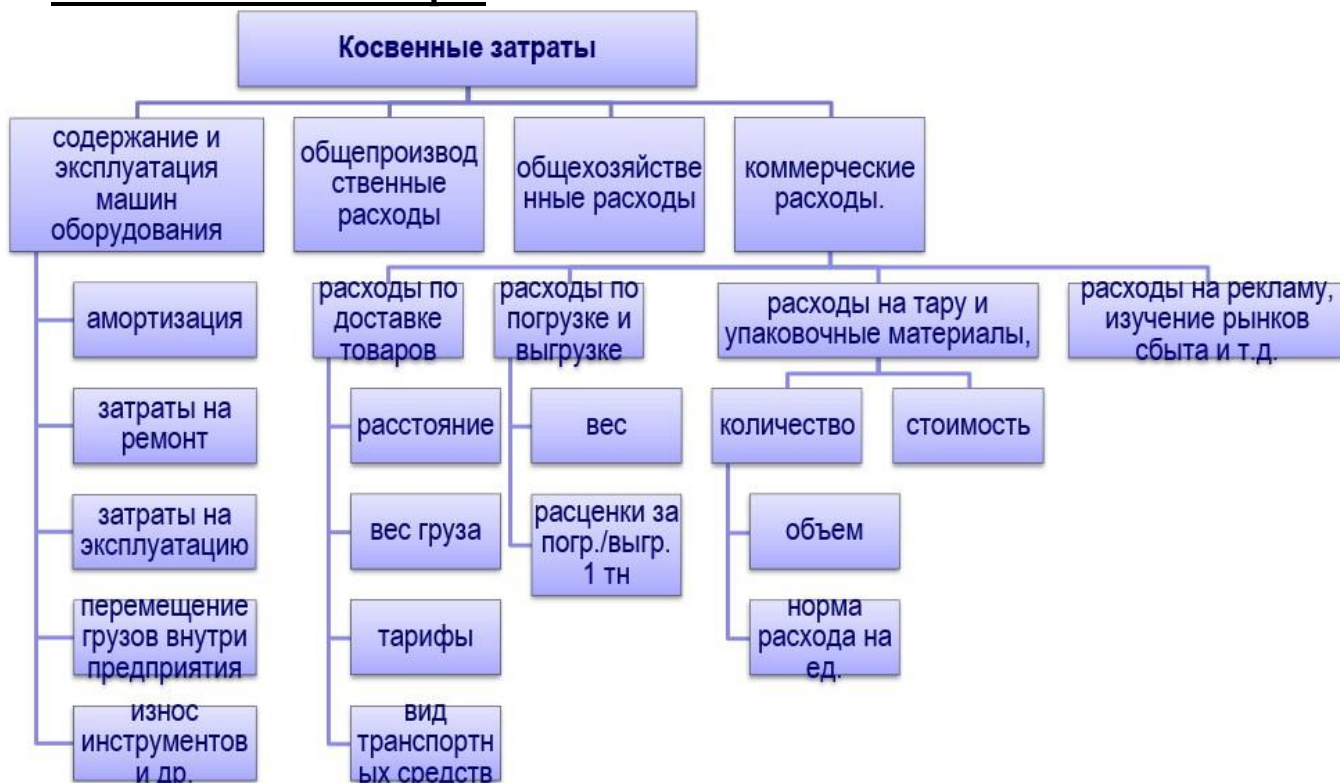 Косвенные затраты
содержание и
эксплуатация
машин
оборудования
общепроизвод
ственные
расходы
общехозяйстве
нные расходы
коммерческие
расходы.
амортизация
затраты на
ремонт
затраты на
эксплуатацию
перемещение
грузов внутри
предприятия
износ
инструментов
и др.
расходы по
доставке
товаров
расстояние
вес груза
тарифы
вид
транспортн
ых средств
расходы по
погрузке и
выгрузке
вес
расценки за
погр./выгр.
1 тн
расходы на тару и
упаковочные материалы,
количество
объем
норма
расхода на
ед.
стоимость
расходы на рекламу,
изучение рынков
сбыта и т.д.